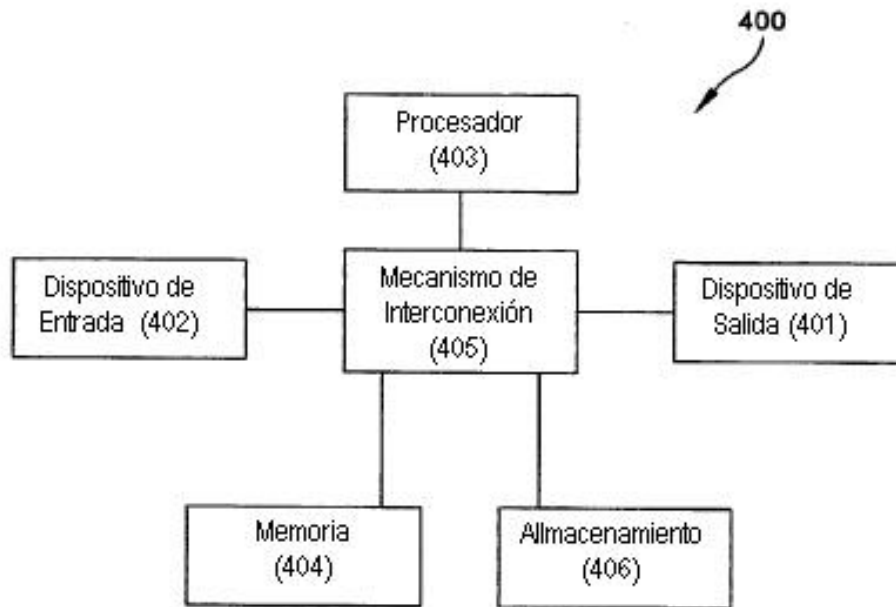 400
Procesador
(403)
Dispositivo de
Entrada (402)
Mecanismo de
Interconexión
(405)
Dispositivo de
Salida (401)
Memoria
(404)
Allmacenamiento
(406)